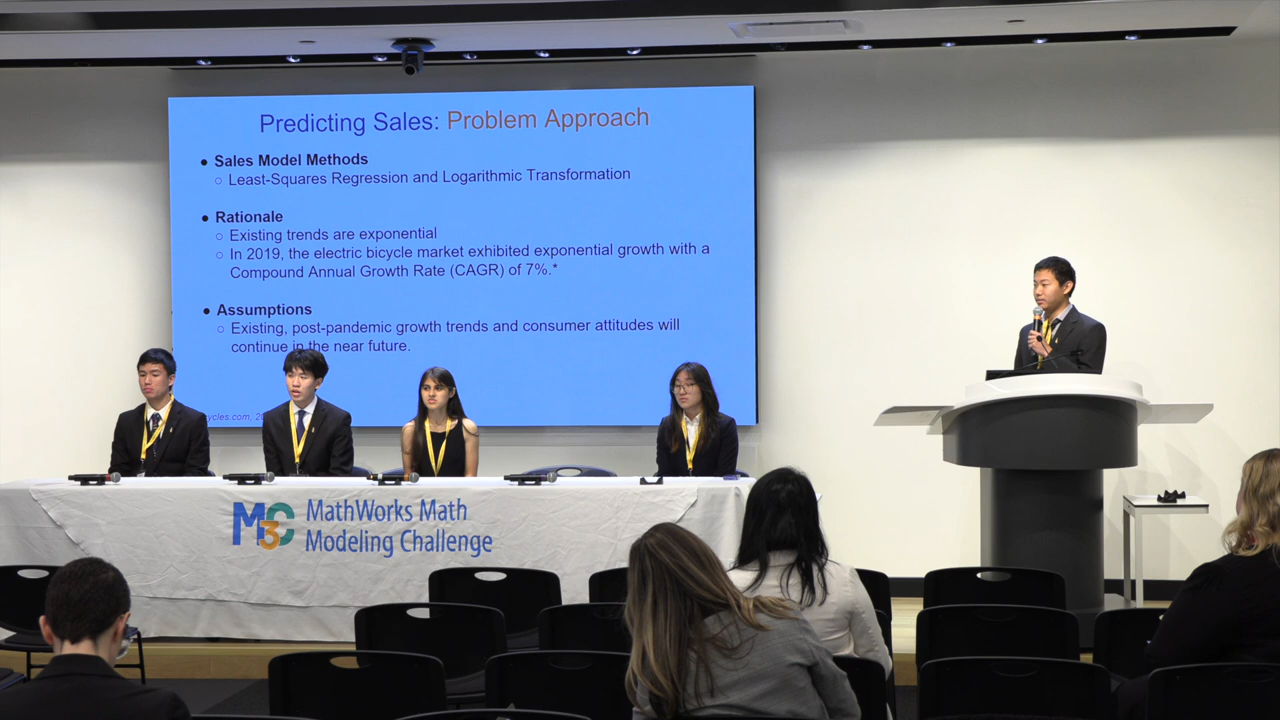 Predicting Sales: Problem Approach
● Sales Model Methods
○ Least-Squares Regression and Logarithmic Transformation
● Rationale
○ Existing trends are exponential
○ In 2019, the electric bicycle market exhibited exponential growth with a
Compound Annual Growth Rate (CAGR) of 7%.*
● Assumptions
○ Existing, post-pandemic growth trends and consumer attitudes will
continue in the near future.
M3C MathWorks Math
Modeling Challenge